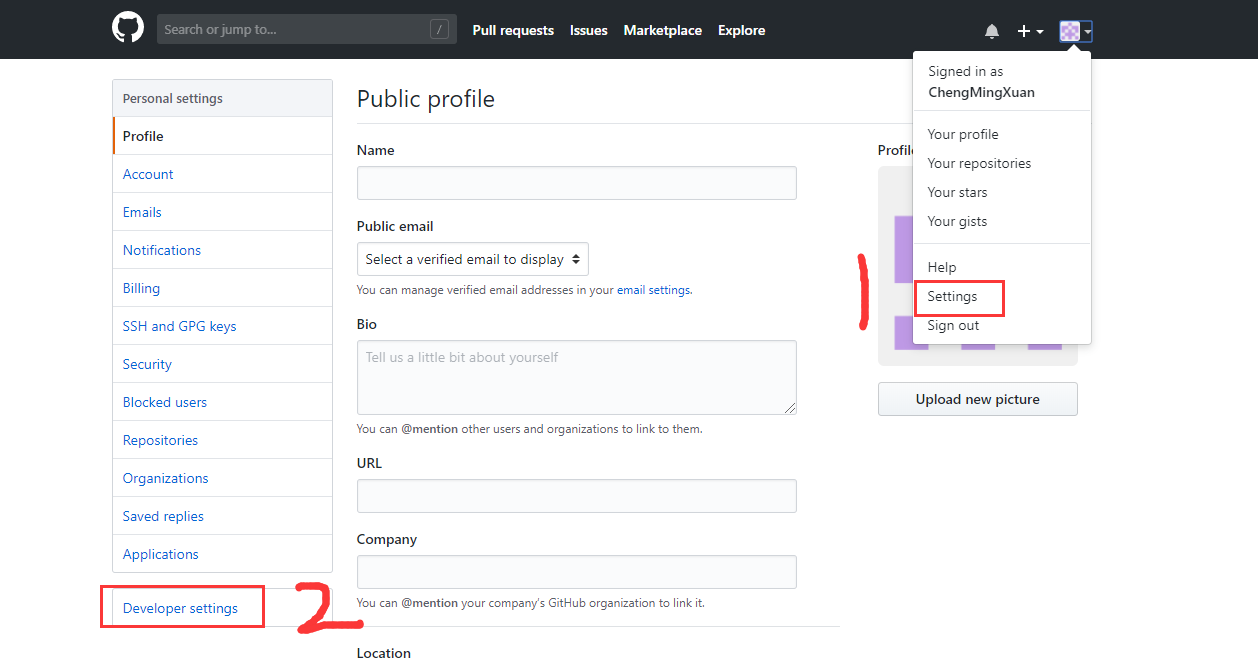 Search or jump to...
/
Pull requests
Issues
Marketplace
Explore
Signed in as
ChengMingXuan
Your profile
Your repositories
Your stars
Your gists
Help
Settings
Sign out
1
Personal settings
Profile
Account
Emails
Notifications
Billing
SSH and GPG keys
Security
Blocked users
Repositories
Organizations
Saved replies
Applications
Developer settings
2
Public profile
Name
Public email
Select a verified email to display
You can manage verified email addresses in your email settings.
Bio
Tell us a little bit about yourself
You can @mention other users and organizations to link to them.
URL
Company
You can @mention your company's GitHub organization to link it.
Location
Profile
Upload new picture